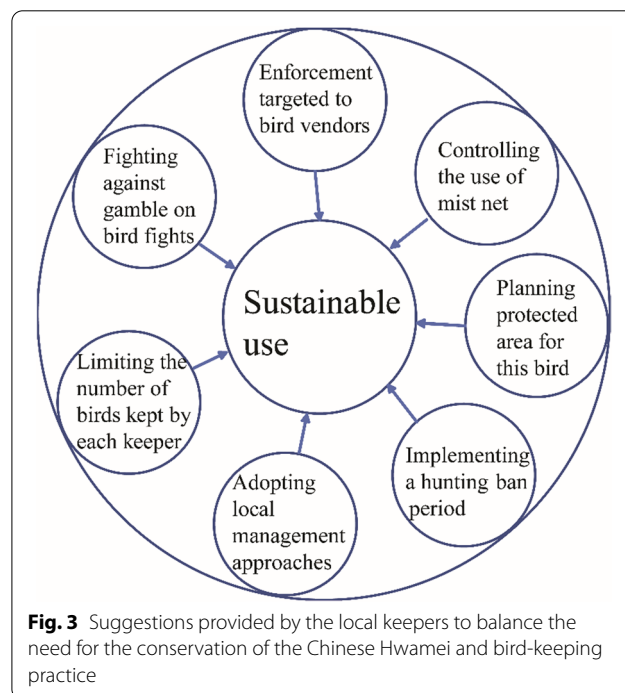 Enforcement
targeted to
bird vendors
Controlling
the use of
mist net
Planning
protected
area for
this bird
Implementing
a hunting ban
period
Adopting
local
management
approaches
Limiting the
number of
birds kept by
each keeper
Fighting
against
gamble on
bird fights
Sustainable
use
Fig. 3 Suggestions provided by the local keepers to balance the
need for the conservation of the Chinese Hwamei and bird-keeping
practice